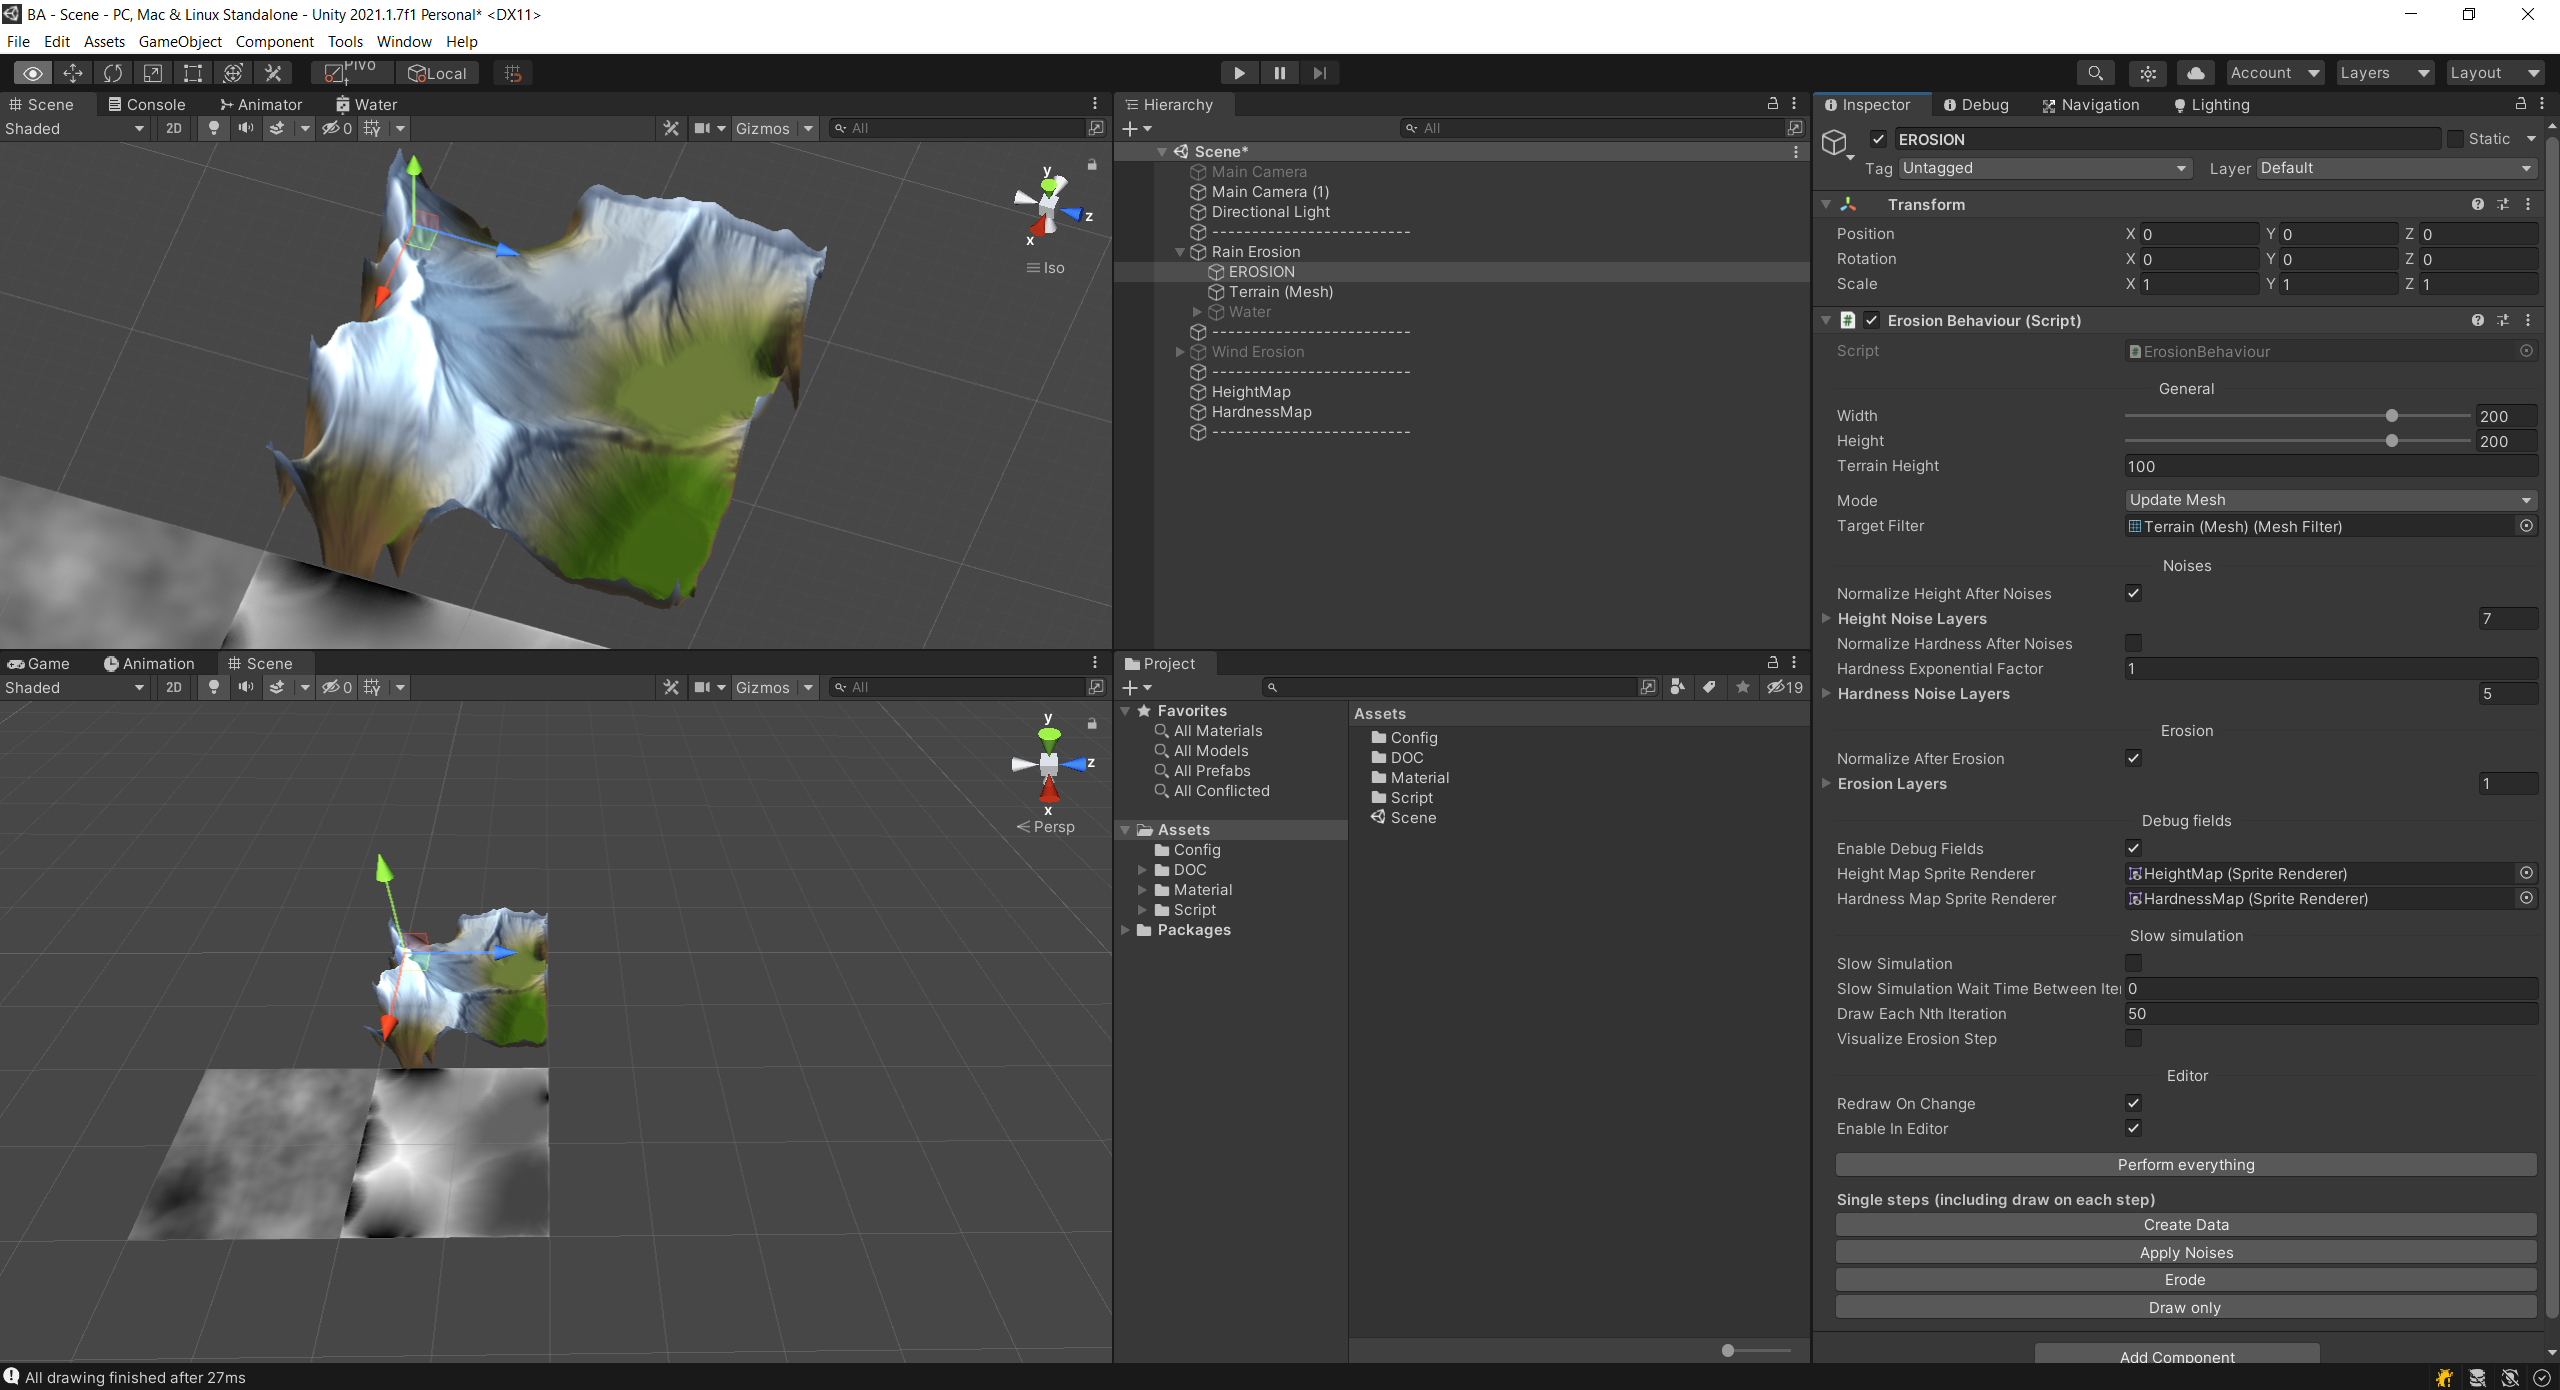 BA - Scene - PC, Mac & Linux Standalone - Unity 2021.1.7f1 Personal* <DX11>
File Edit Assets GameObject Component Tools Window Help
Pivot Local Account Layers Layout
Scene Console Animator Water
Shaded 2D 0 Gizmos All
y
z
x
Iso
Game Animation Scene
Shaded 2D 0 Gizmos All
y
z
x
Persp
Hierarchy
All
Scene*
Main Camera
Main Camera (1)
Directional Light
-------------------------
Rain Erosion
EROSION
Terrain (Mesh)
Water
-------------------------
Wind Erosion
-------------------------
HeightMap
HardnessMap
-------------------------
Project
19
Favorites
All Materials
All Models
All Prefabs
All Conflicted
Assets
Config
DOC
Material
Script
Packages
Assets
Config
DOC
Material
Script
Scene
Inspector Debug Navigation Lighting
EROSION Static
Tag Untagged Layer Default
Transform
Position X 0 Y 0 Z 0
Rotation X 0 Y 0 Z 0
Scale X 1 Y 1 Z 1
# Erosion Behaviour (Script)
Script ErosionBehaviour
General
Width 200
Height 200
Terrain Height 100
Mode Update Mesh
Target Filter Terrain (Mesh) (Mesh Filter)
Noises
Normalize Height After Noises
Height Noise Layers 7
Normalize Hardness After Noises
Hardness Exponential Factor 1
Hardness Noise Layers 5
Erosion
Normalize After Erosion
Erosion Layers 1
Debug fields
Enable Debug Fields
Height Map Sprite Renderer HeightMap (Sprite Renderer)
Hardness Map Sprite Renderer HardnessMap (Sprite Renderer)
Slow simulation
Slow Simulation
Slow Simulation Wait Time Between Iter 0
Draw Each Nth Iteration 50
Visualize Erosion Step
Editor
Redraw On Change
Enable In Editor
Perform everything
Single steps (including draw on each step)
Create Data
Apply Noises
Erode
Draw only
Add Component
All drawing finished after 27ms